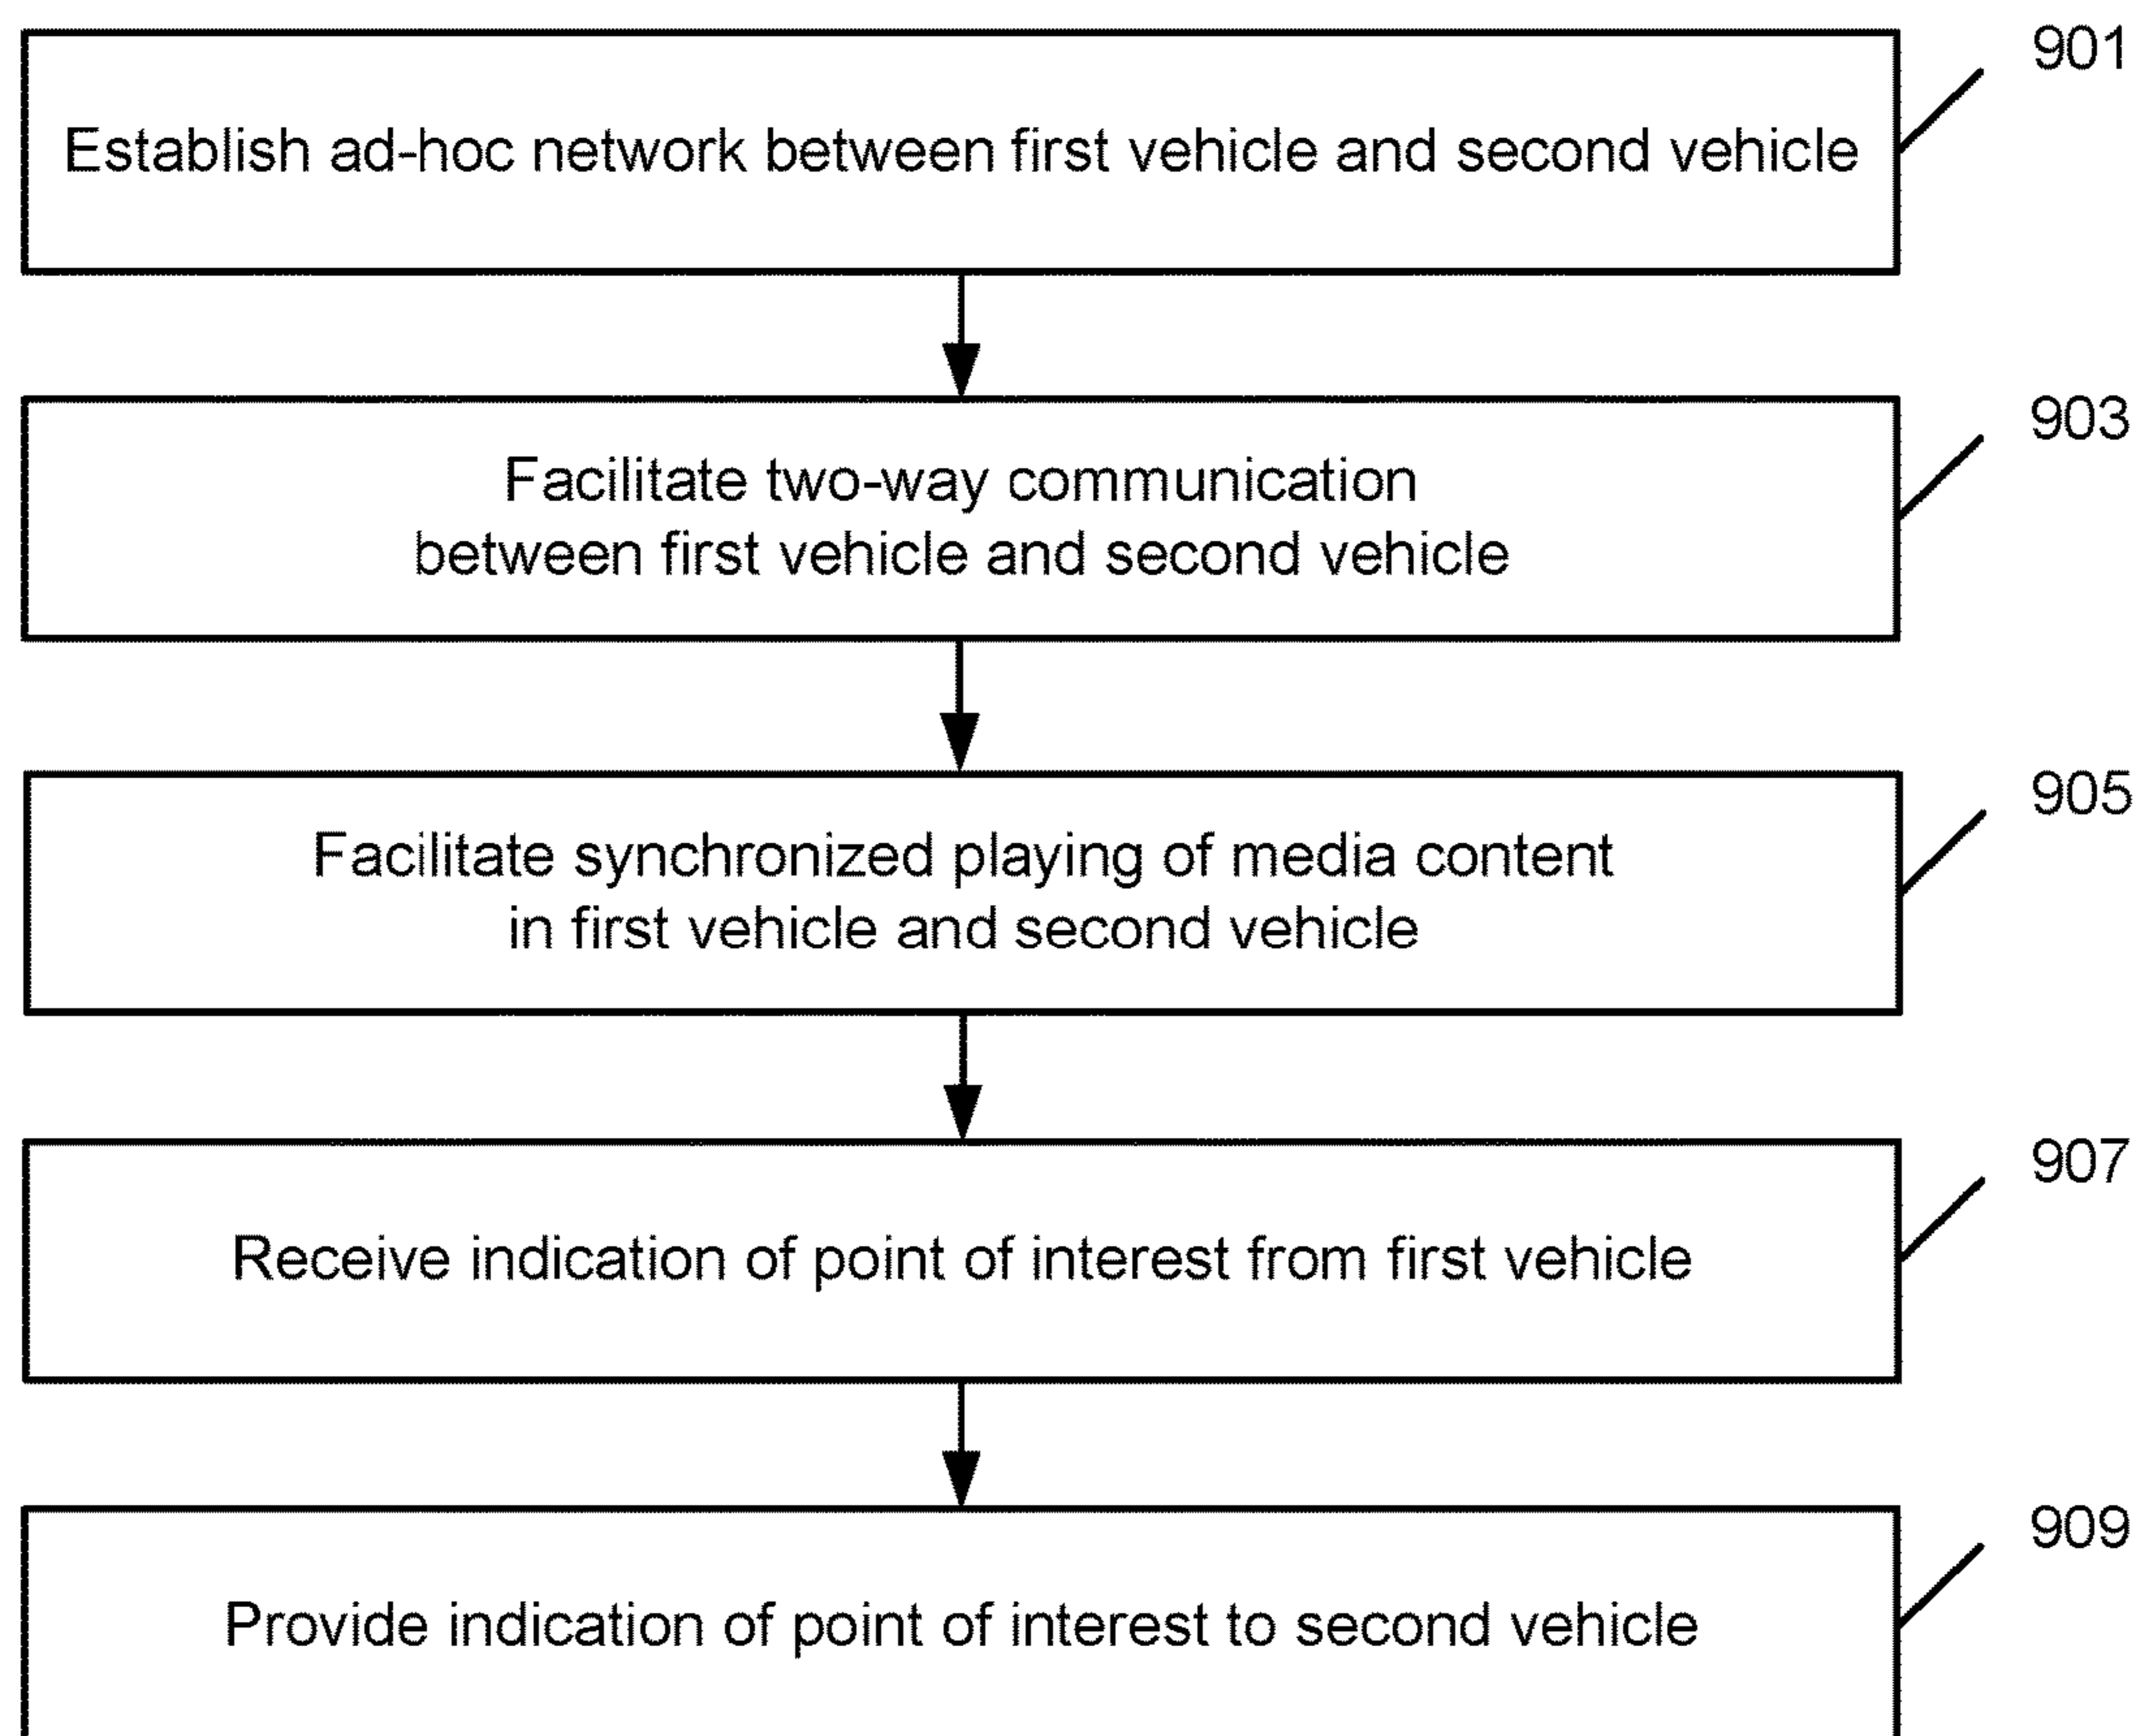 901
Establish ad-hoc network between first vehicle and second vehicle
903
Facilitate two-way communication
between first vehicle and second vehicle
905
Facilitate synchronized playing of media content
in first vehicle and second vehicle
907
Receive indication of point of interest from first vehicle
909
Provide indication of point of interest to second vehicle